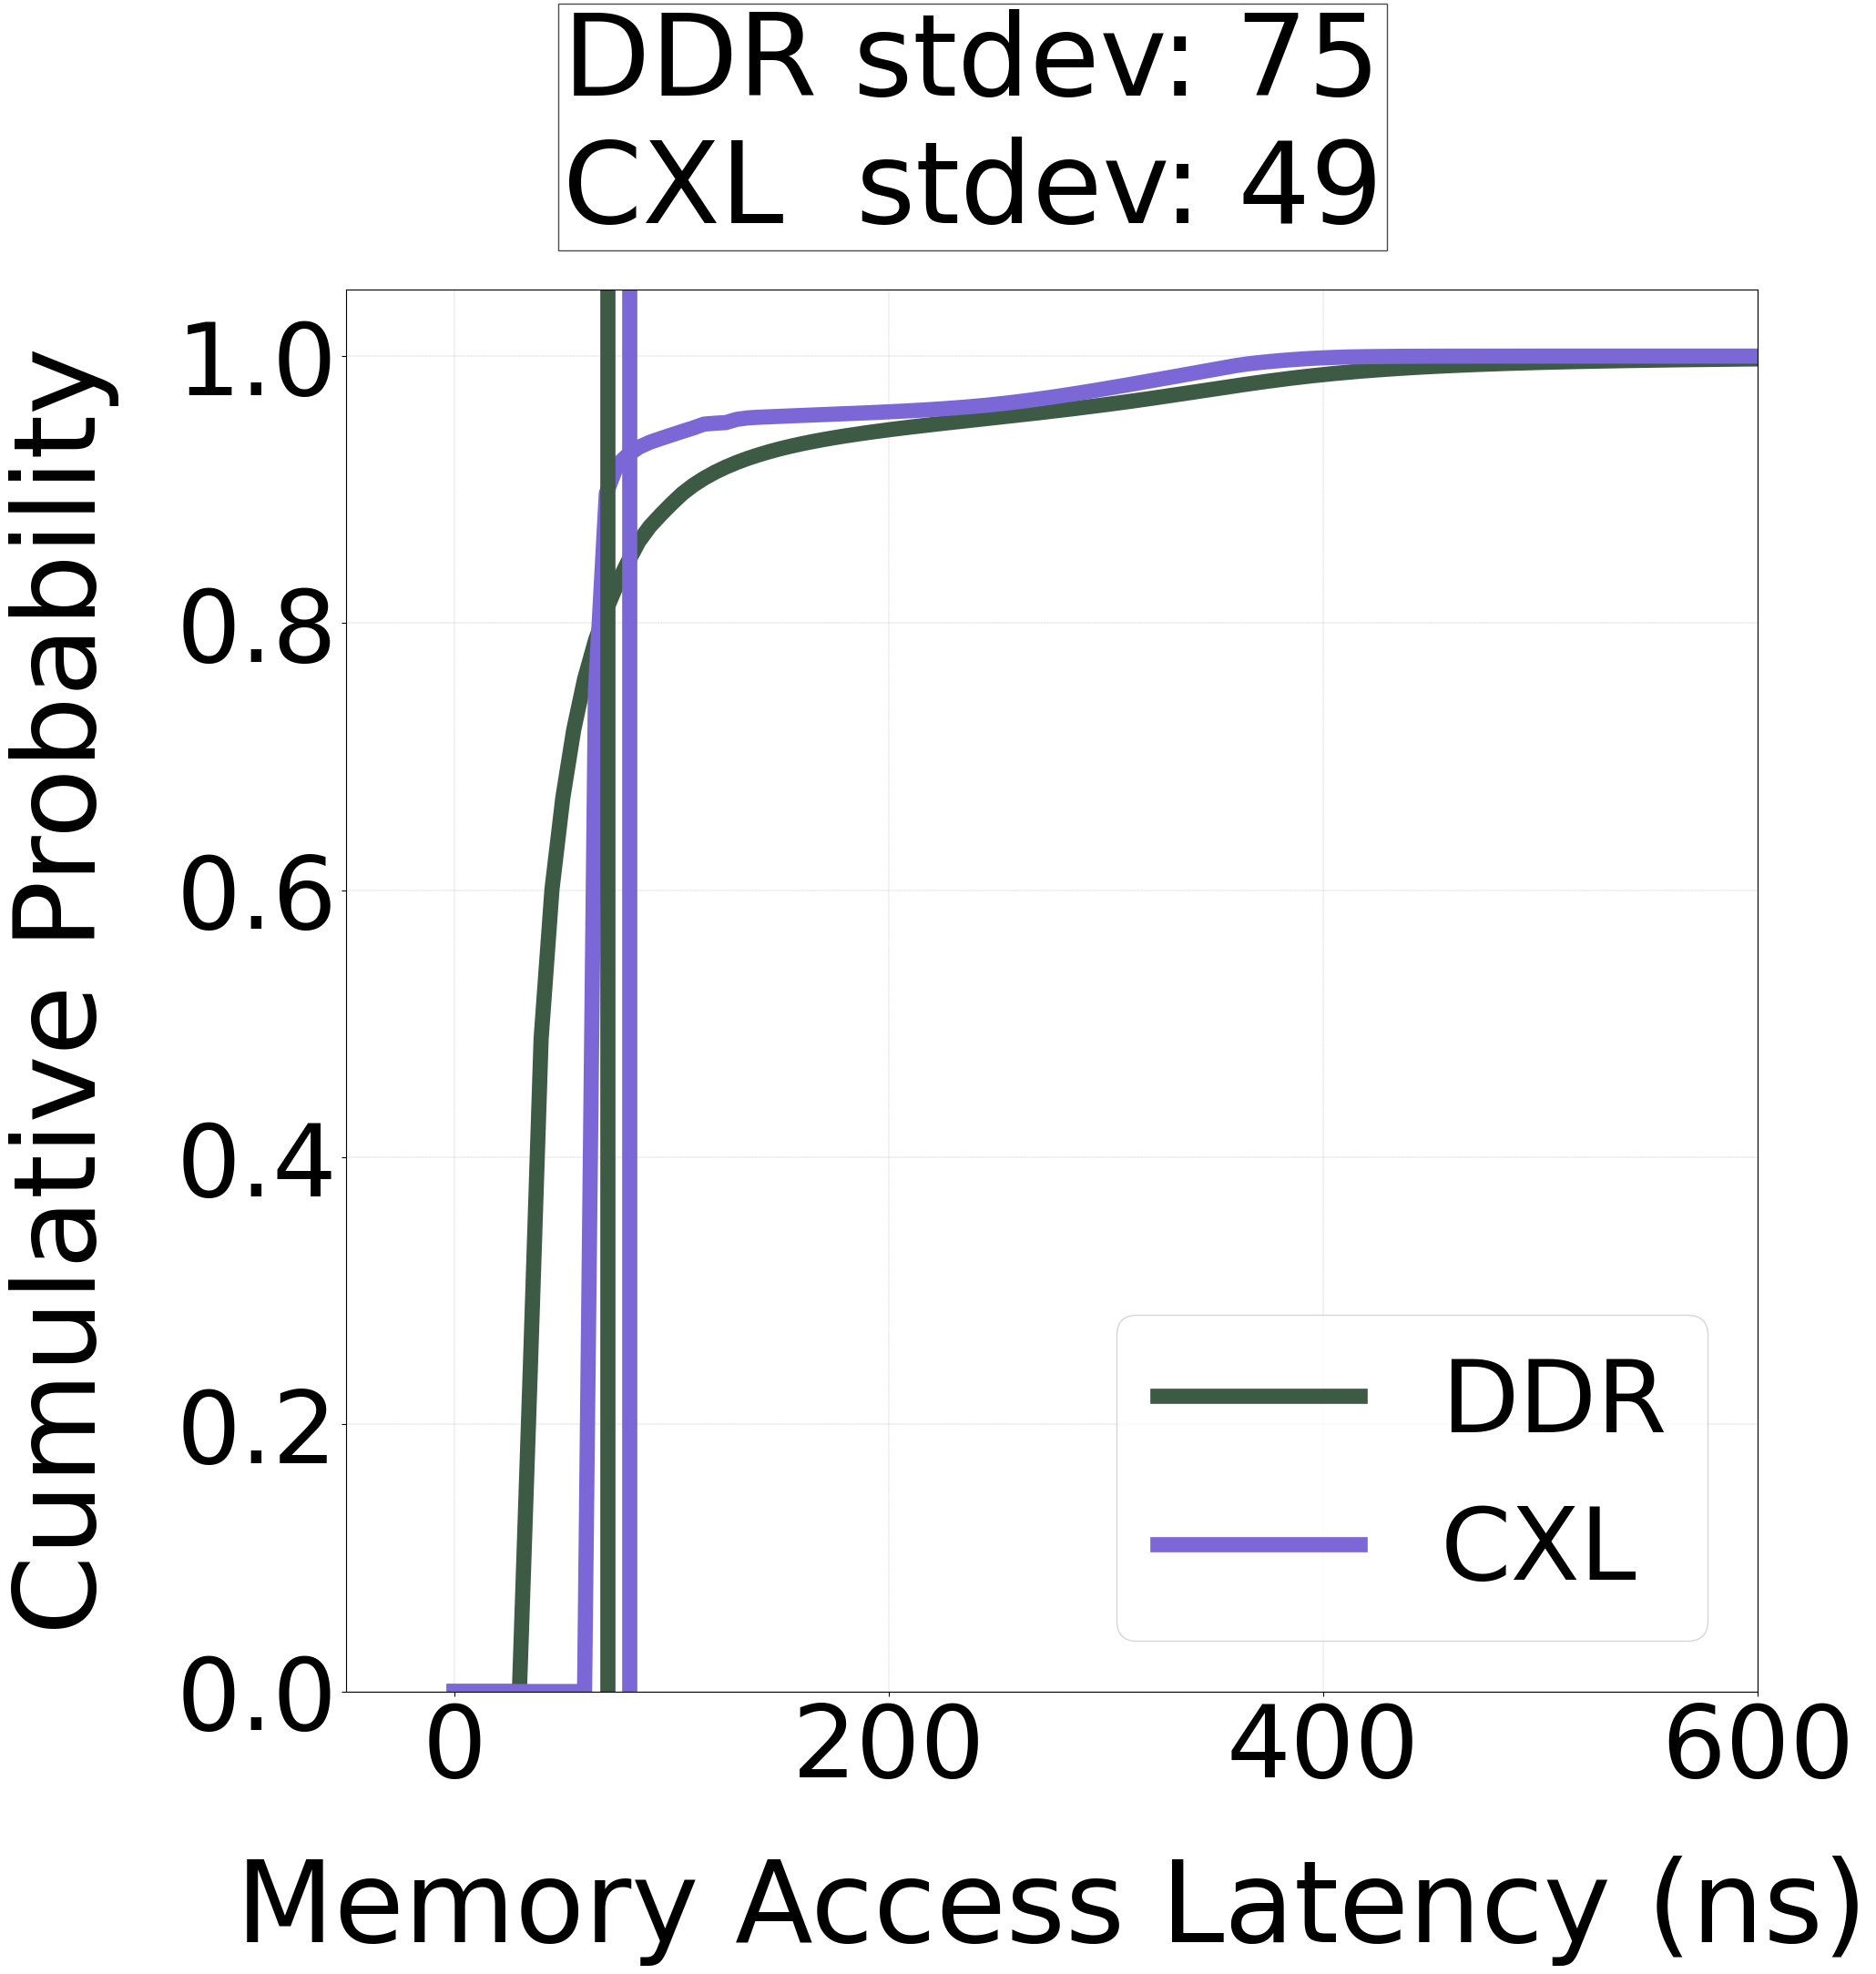 DDR stdev: 75
CXL stdev: 49
Cumulative Probability
1.0
0.8
0.6
0.4
0.2
0.0
DDR
CXL
0 200 400 600
Memory Access Latency (ns)